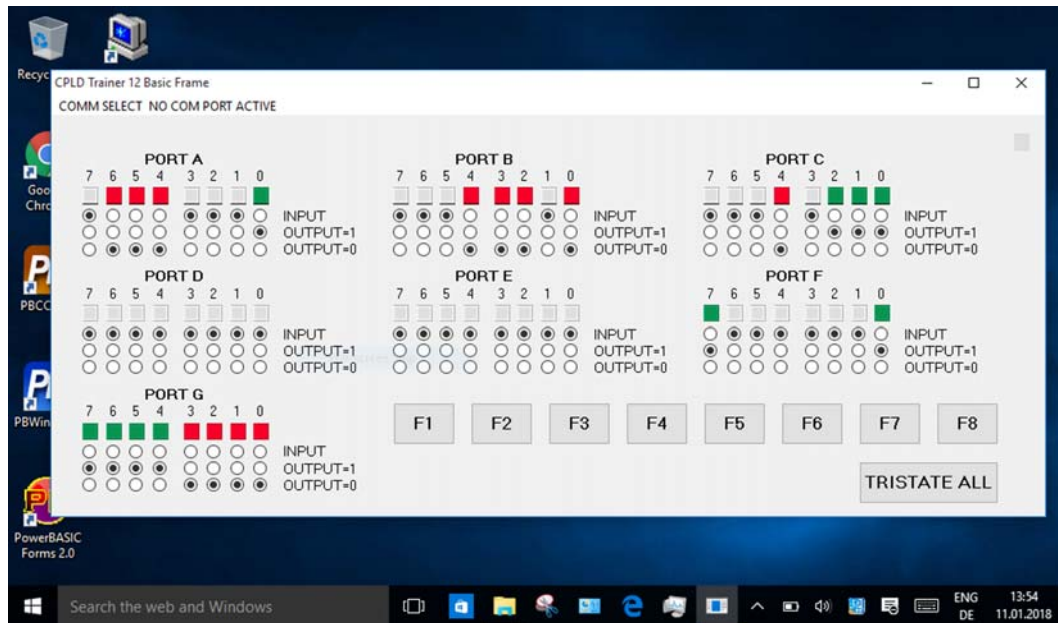 Recyc
CPLD Trainer 12 Basic Frame
COMM SELECT NO COM PORT ACTIVE
Goo
Chro
PORT A
7 6 5 4 3 2 1 0
INPUT
OUTPUT=1
OUTPUT=0
PORT B
7 6 5 4 3 2 1 0
INPUT
OUTPUT=1
OUTPUT=0
PORT C
7 6 5 4 3 2 1 0
INPUT
OUTPUT=1
OUTPUT=0
PBCC
PORT D
7 6 5 4 3 2 1 0
INPUT
OUTPUT=1
OUTPUT=0
PORT E
7 6 5 4 3 2 1 0
INPUT
OUTPUT=1
OUTPUT=0
PORT F
7 6 5 4 3 2 1 0
INPUT
OUTPUT=1
OUTPUT=0
PBWin
PORT G
7 6 5 4 3 2 1 0
INPUT
OUTPUT=1
OUTPUT=0
F1 F2 F3 F4 F5 F6 F7 F8
TRISTATE ALL
PowerBASIC
Forms 2.0
Search the web and Windows
ENG
DE
13:54
11.01.2018